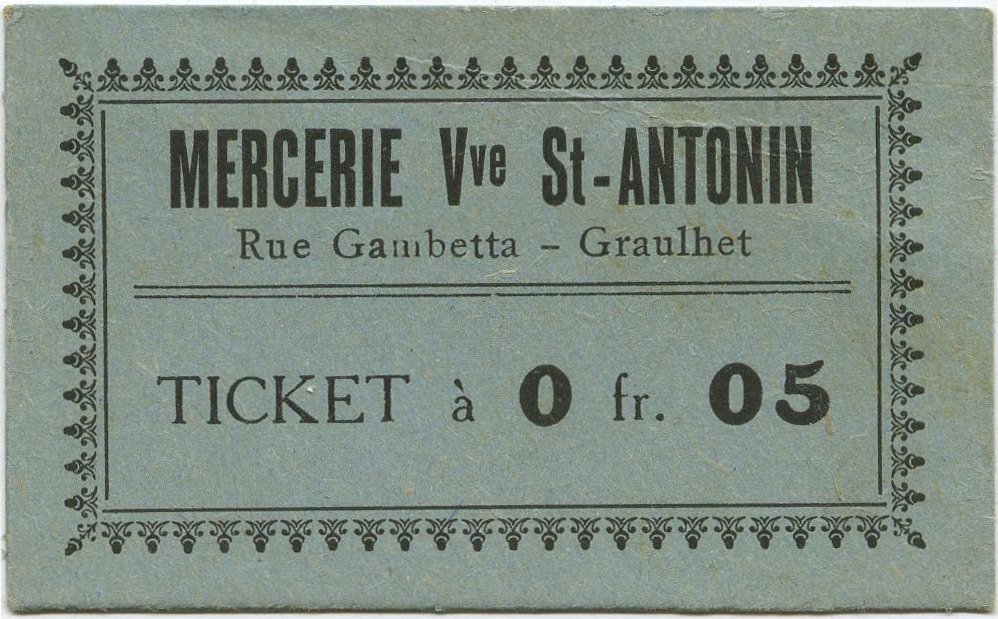 MERCERIE Vve St-ANTONIN
Rue Gambetta - Graulhet
TICKET à 0 fr. 05